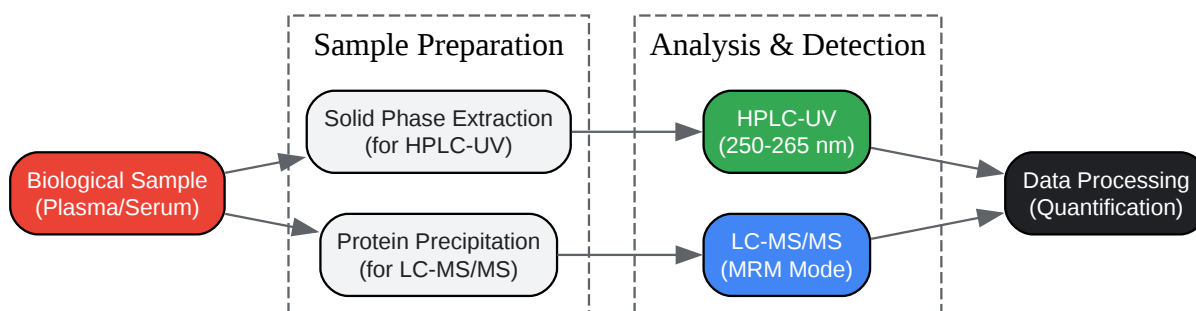 Sample Preparation
Analysis & Detection
Solid Phase Extraction
(for HPLC-UV)
HPLC-UV
(250-265 nm)
Biological Sample
(Plasma/Serum)
Data Processing
(Quantification)
Protein Precipitation
(for LC-MS/MS)
LC-MS/MS
(MRM Mode)